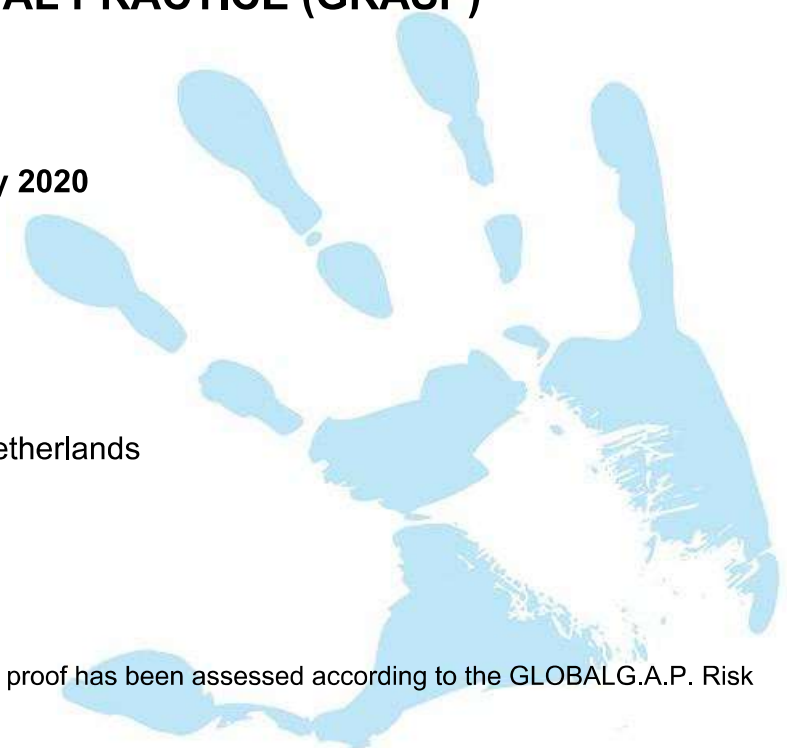 AL PRACTICE (GRASP)
y 2020
etherlands
proof has been assessed according to the GLOBALG.A.P. Risk